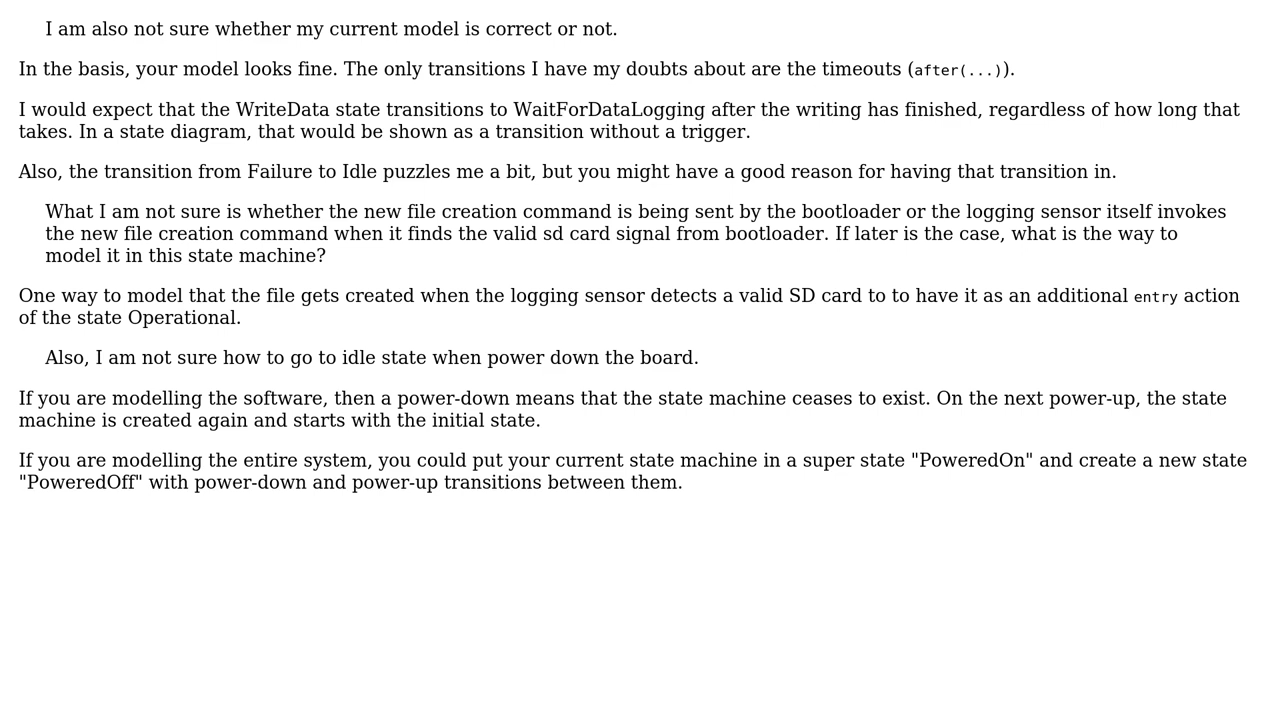 I am also not sure whether my current model is correct or not.
In the basis, your model looks fine. The only transitions I have my doubts about are the timeouts (after(...)).
I would expect that the WriteData state transitions to WaitForDataLogging after the writing has finished, regardless of how long that
takes. In a state diagram, that would be shown as a transition without a trigger.
Also, the transition from Failure to Idle puzzles me a bit, but you might have a good reason for having that transition in.
What I am not sure is whether the new file creation command is being sent by the bootloader or the logging sensor itself invokes
the new file creation command when it finds the valid sd card signal from bootloader. If later is the case, what is the way to
model it in this state machine?
One way to model that the file gets created when the logging sensor detects a valid SD card to to have it as an additional entry action
of the state Operational.
Also, I am not sure how to go to idle state when power down the board.
If you are modelling the software, then a power-down means that the state machine ceases to exist. On the next power-up, the state
machine is created again and starts with the initial state.
If you are modelling the entire system, you could put your current state machine in a super state "PoweredOn" and create a new state
"PoweredOff" with power-down and power-up transitions between them.